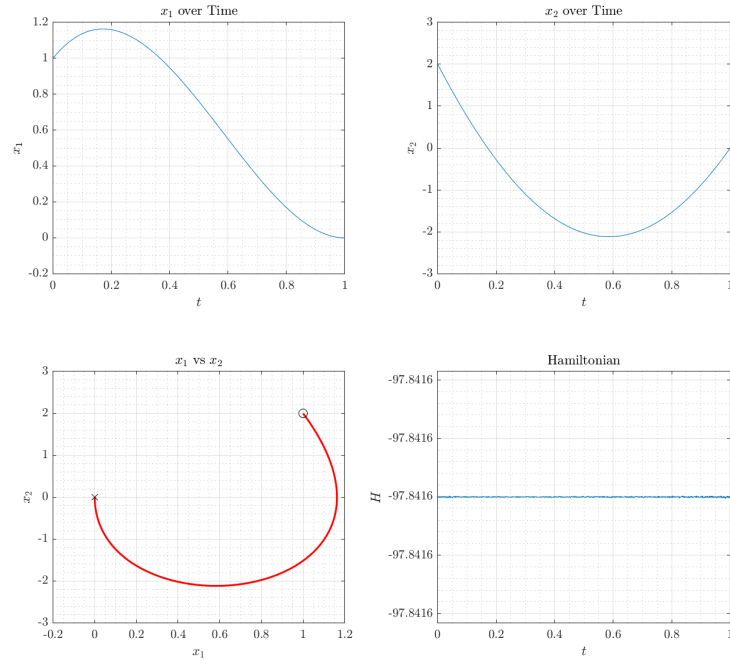 x₁ over Time
1.2
1
0.8
0.6
0.4
0.2
0
-0.2
x₁
0 0.2 0.4 0.6 0.8 1
t
x₂ over Time
3
2
1
0
-1
-2
-3
x₂
0 0.2 0.4 0.6 0.8 1
t
x₁ vs x₂
3
2
1
0
-1
-2
-3
x₂
-0.2 0 0.2 0.4 0.6 0.8 1 1.2
x₁
Hamiltonian
-97.8416
-97.8416
-97.8416
-97.8416
-97.8416
H
0 0.2 0.4 0.6 0.8 1
t